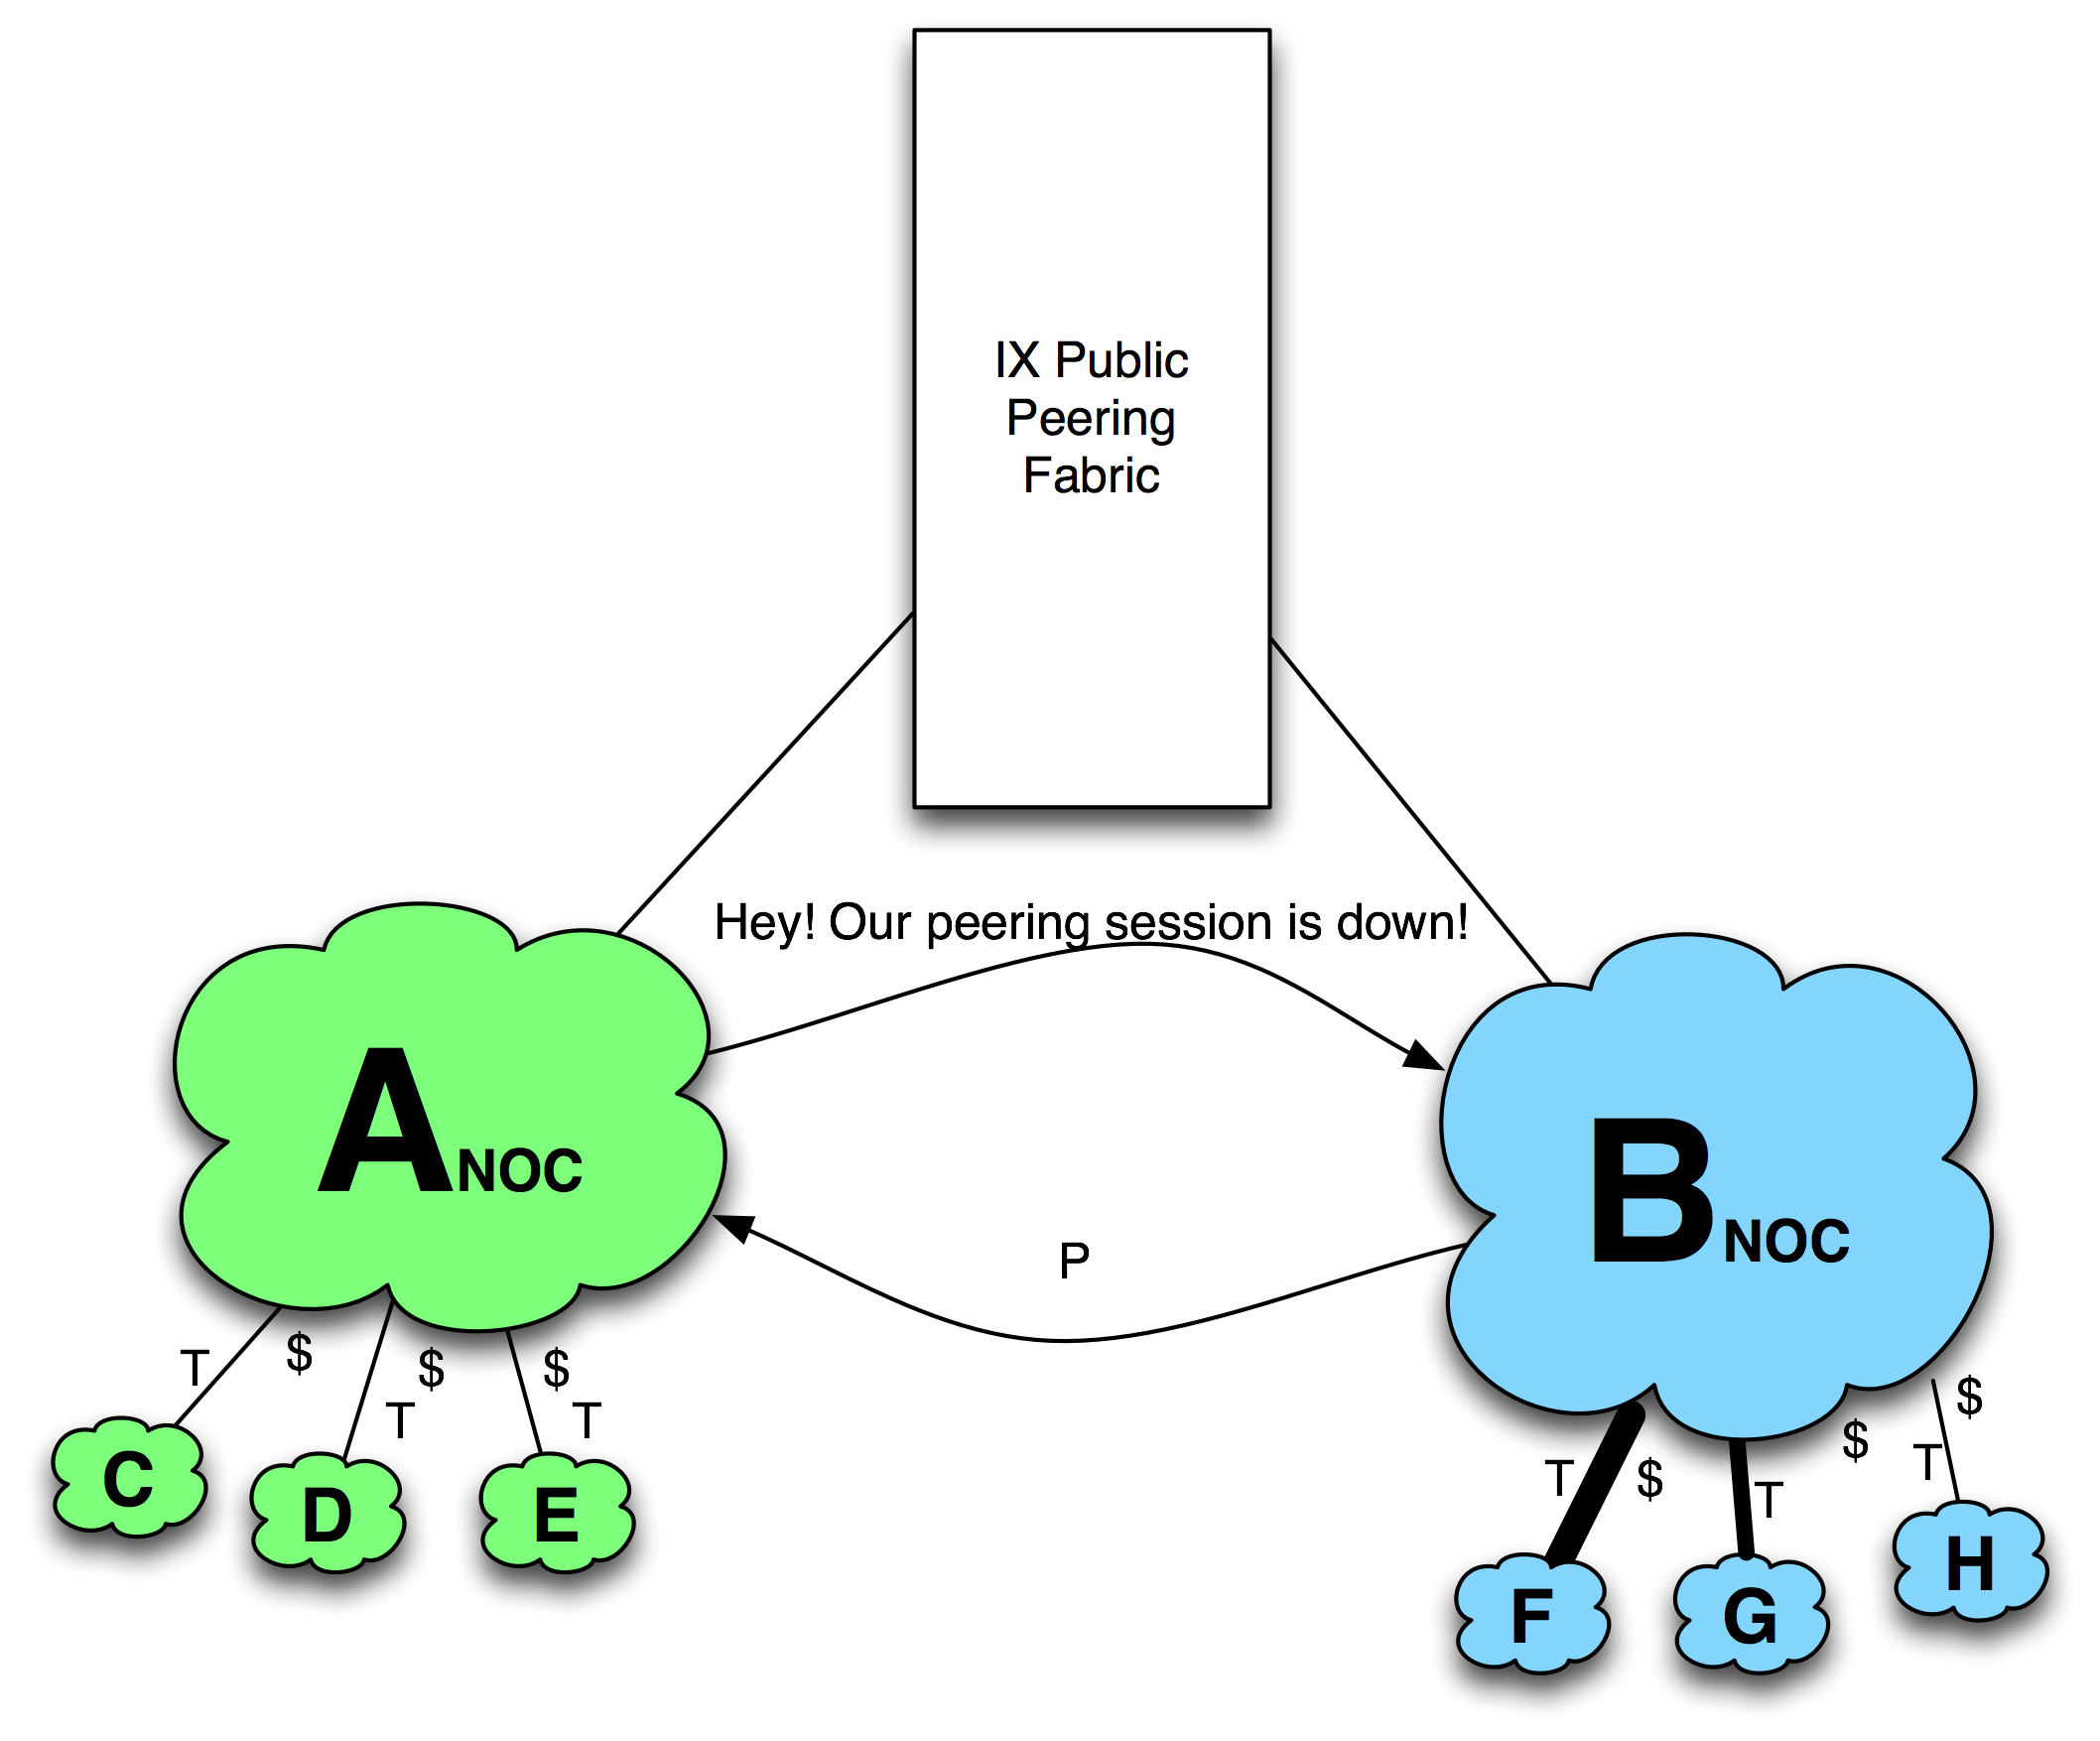 IX Public
Peering
Fabric
Hey! Our peering session is down!
A NOC
B NOC
P
T $
$
T
$
T
C
D
E
T $
T
$
T
$
F
G
H